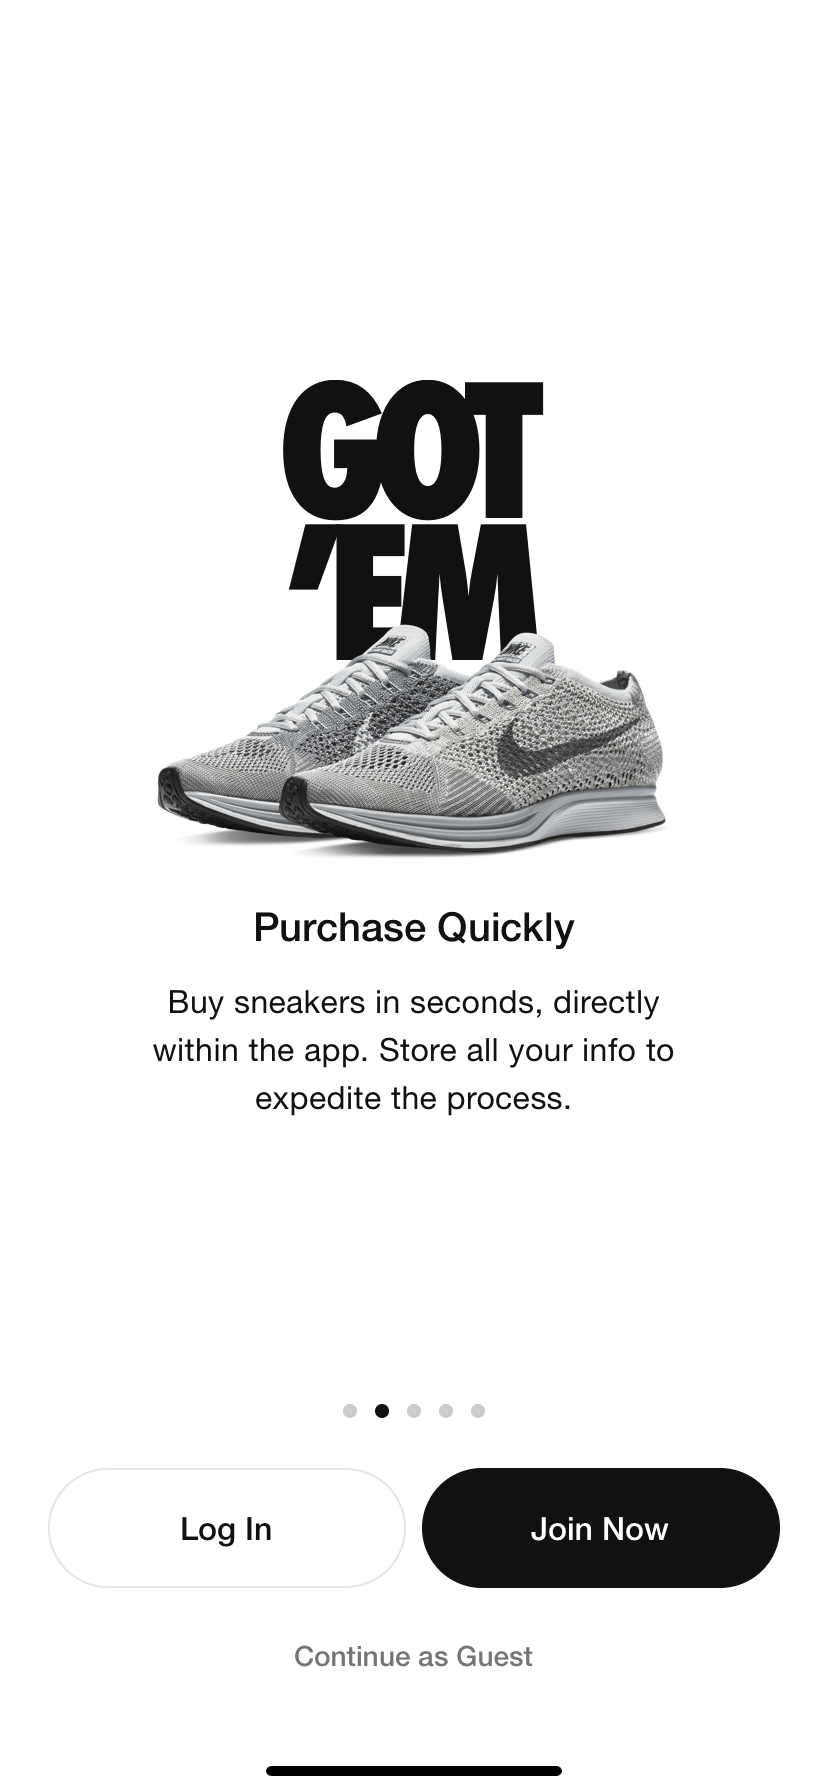 GOT
'EM
Purchase Quickly
Buy sneakers in seconds, directly
within the app. Store all your info to
expedite the process.
Log In
Join Now
Continue as Guest